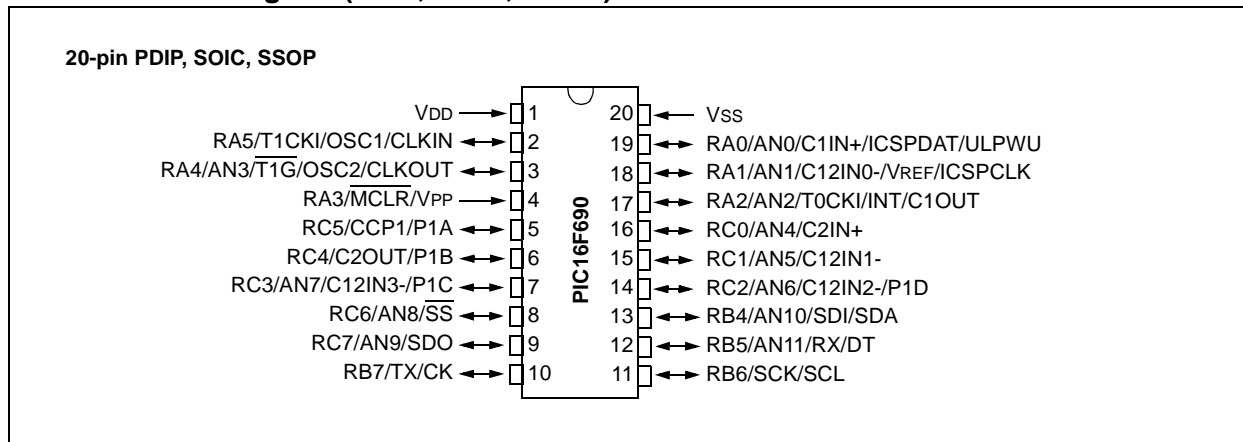 20-pin PDIP, SOIC, SSOP
VDD 1 20 VSS
RA5/T1CKI/OSC1/CLKIN 2 19 RA0/AN0/C1IN+/ICSPDAT/ULPWU
RA4/AN3/T1G/OSC2/CLKOUT 3 18 RA1/AN1/C12IN0-/VREF/ICSPCLK
RA3/MCLR/VPP 4 17 RA2/AN2/T0CKI/INT/C1OUT
RC5/CCP1/P1A 5 16 RC0/AN4/C2IN+
RC4/C2OUT/P1B 6 15 RC1/AN5/C12IN1-
RC3/AN7/C12IN3-/P1C 7 14 RC2/AN6/C12IN2-/P1D
RC6/AN8/SS 8 13 RB4/AN10/SDI/SDA
RC7/AN9/SDO 9 12 RB5/AN11/RX/DT
RB7/TX/CK 10 11 RB6/SCK/SCL
PIC16F690